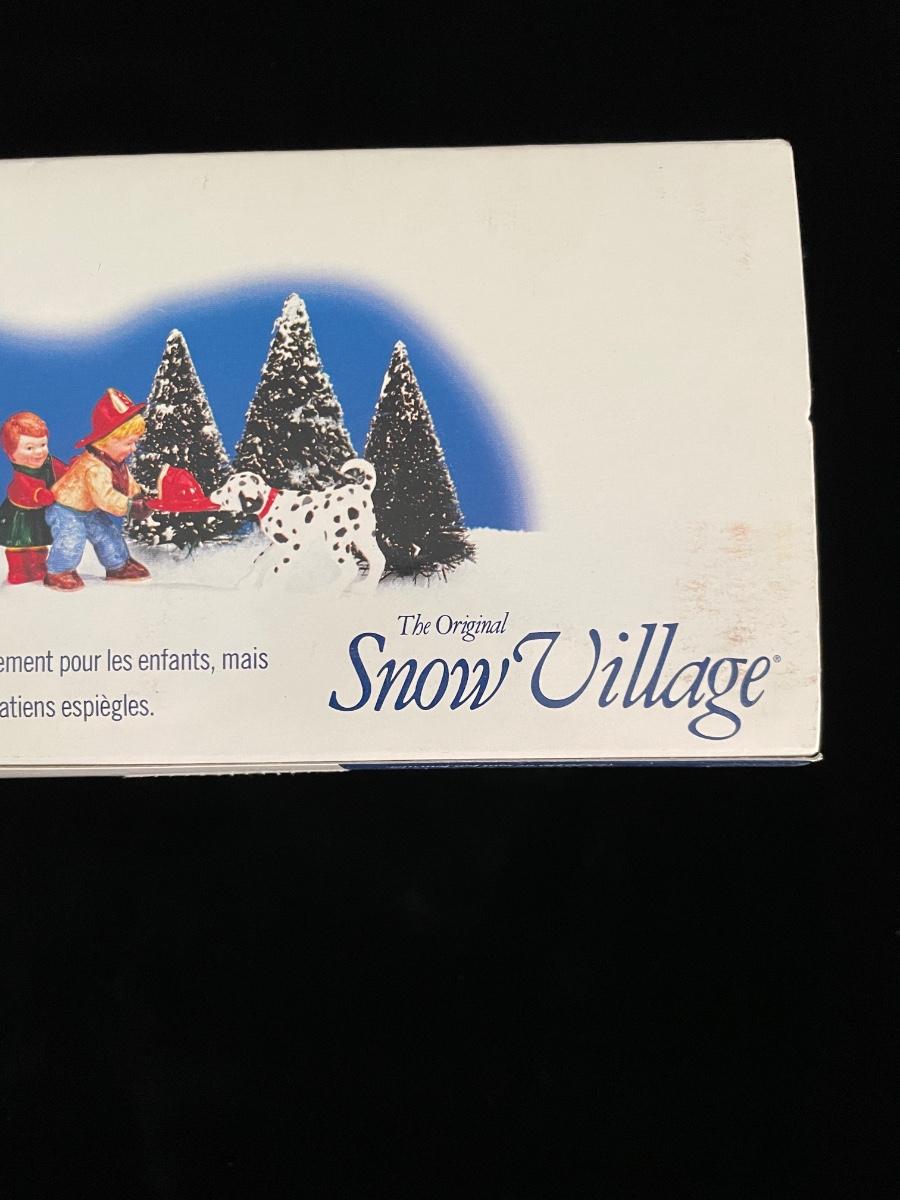 ement pour les enfants, mais
atiens espiègles.
The Original
Snow Village®